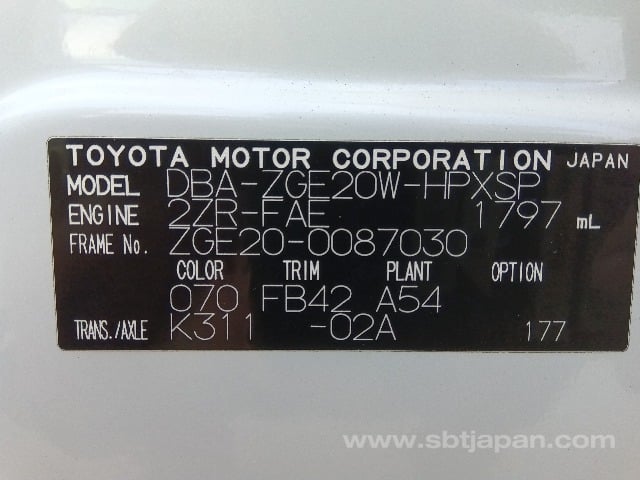 TOYOTA MOTOR CORPORATION JAPAN
MODEL DBA-ZGE20W-HPXSP
ENGINE 2ZR-FAE 1797 mL
FRAME No. ZGE20-0087030
COLOR TRIM PLANT OPTION
070 FB42 A54
TRANS./AXLE K311 -02A 177
www.sbtjapan.com